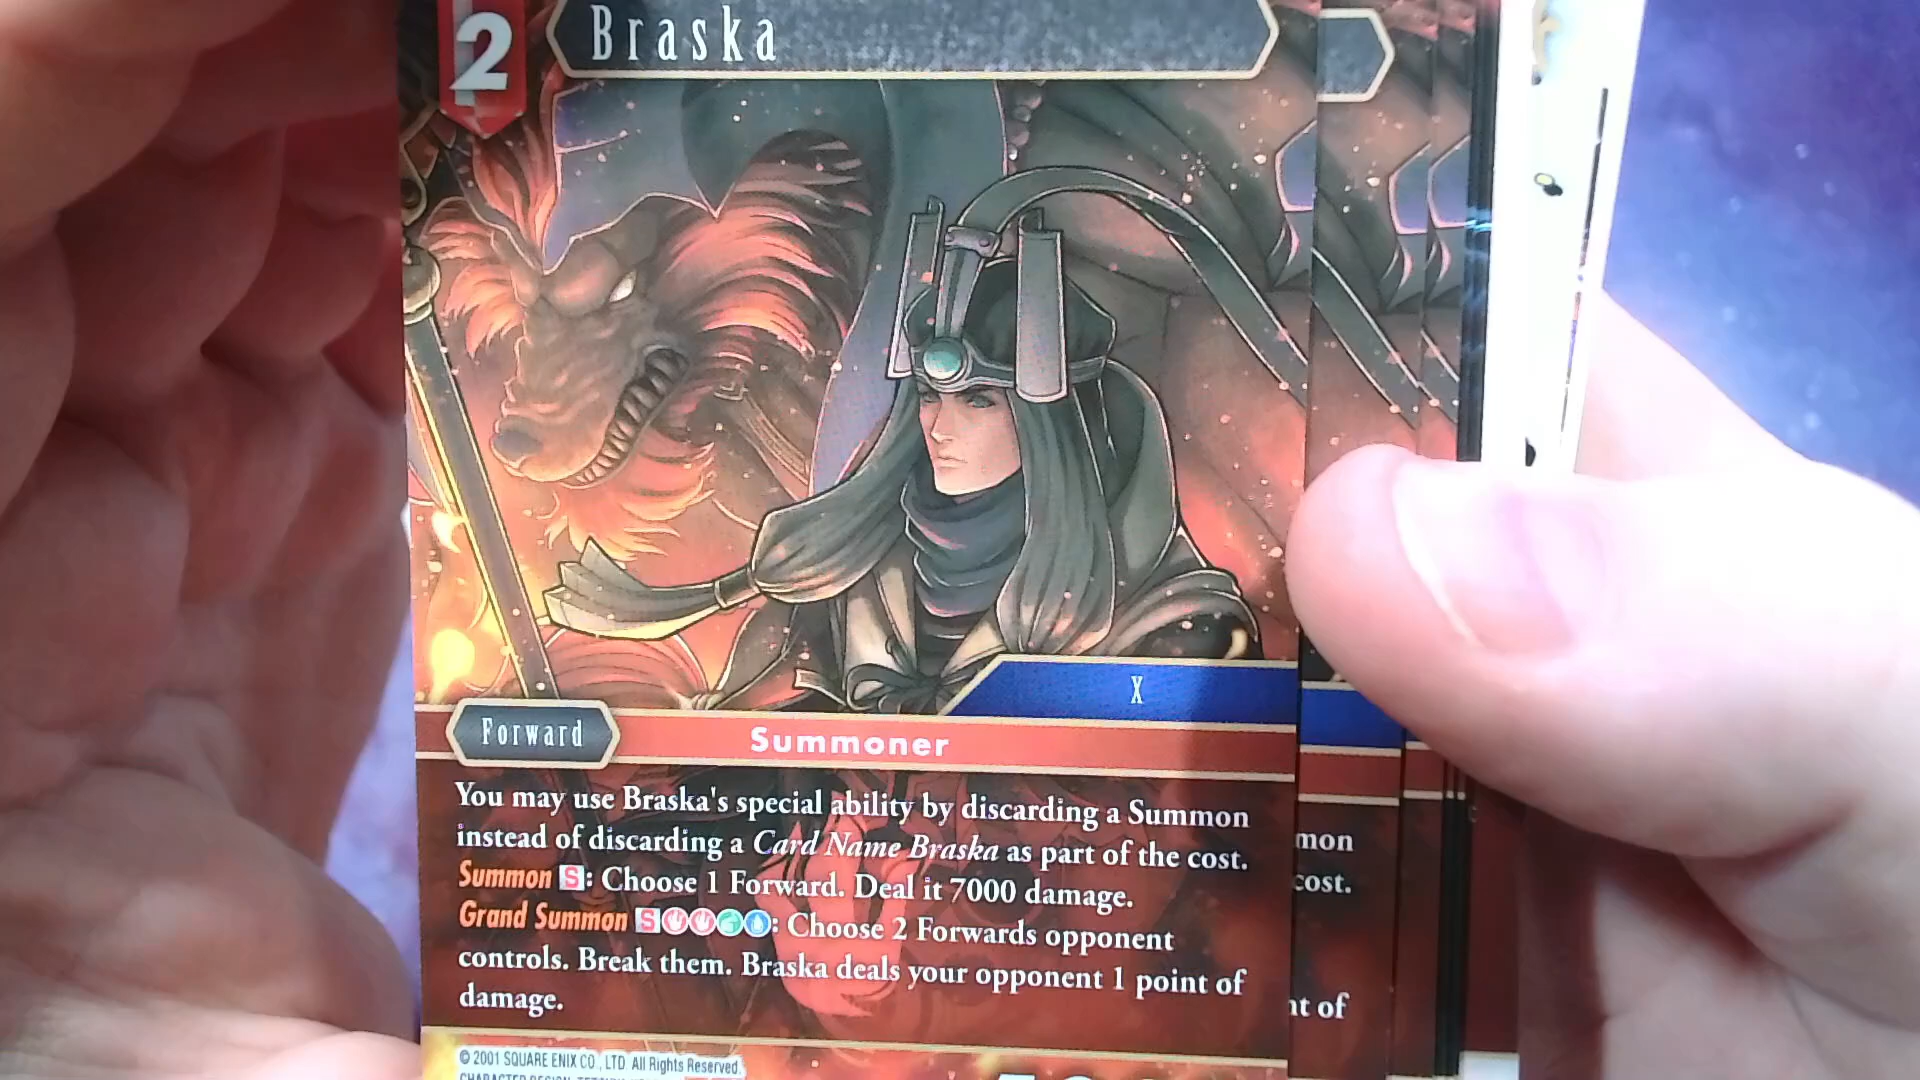 2
Braska
X
Forward
Summoner
You may use Braska's special ability by discarding a Summon
instead of discarding a Card Name Braska as part of the cost.
Summon S: Choose 1 Forward. Deal it 7000 damage.
Grand Summon S: Choose 2 Forwards opponent
controls. Break them. Braska deals your opponent 1 point of
damage.
© 2001 SQUARE ENIX CO., LTD. All Rights Reserved.
CHARACTER DESIGN:
mon
cost.
nt of